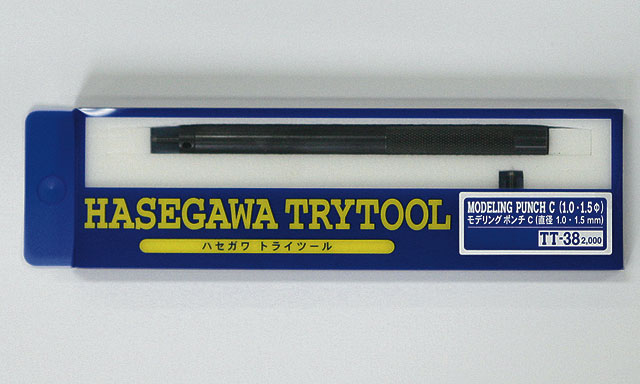 HASEGAWA TRYTOOL
ハセガワ トライツール
MODELING PUNCH C (1.0・1.5Φ)
モデリング ポンチ C (直径 1.0・1.5 mm)
TT-38 2,000